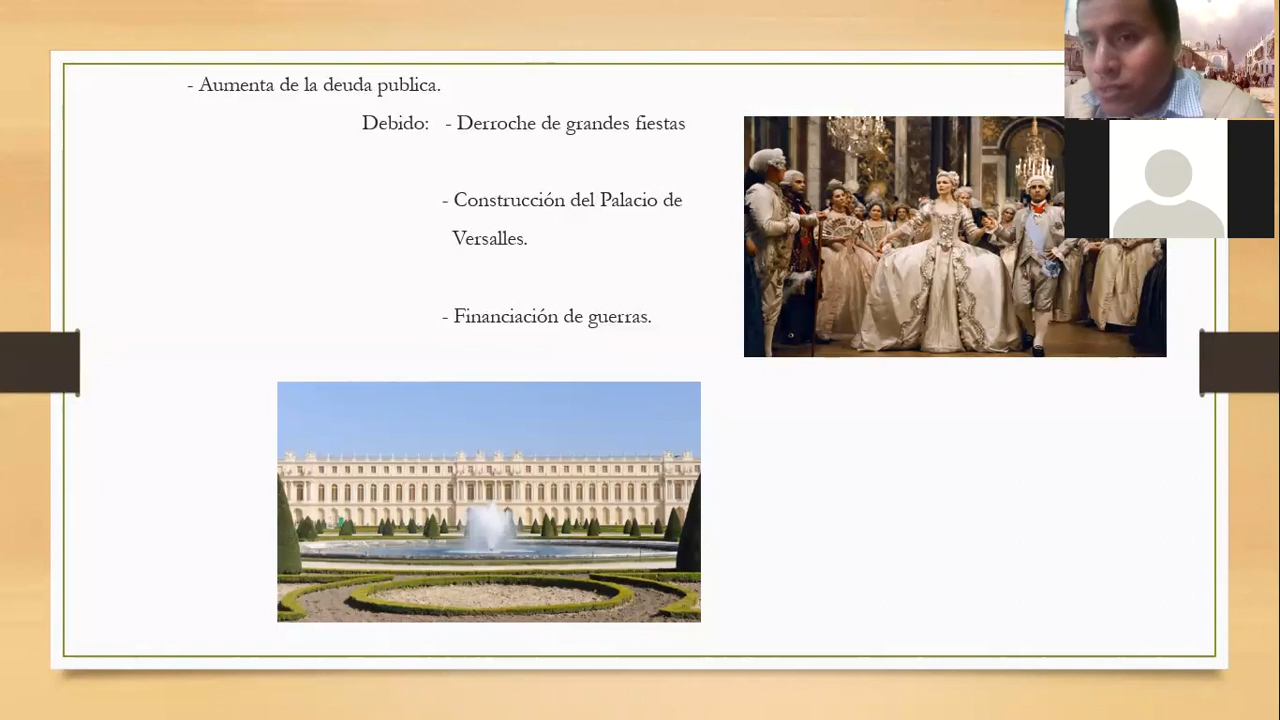 - Aumenta de la deuda publica.
Debido: - Derroche de grandes fiestas
- Construcción del Palacio de
Versalles.
- Financiación de guerras.